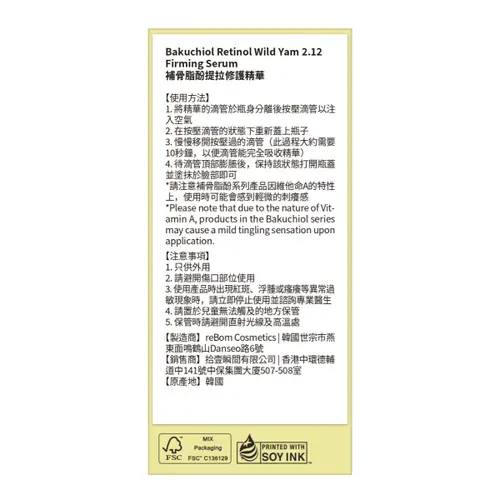 Bakuchiol Retinol Wild Yam 2.12
Firming Serum
補骨脂酚提拉修護精華
【使用方法】
1. 將精華的滴管於瓶身分離後按壓滴管以注
入空氣
2. 在按壓滴管的狀態下重新蓋上瓶子
3. 慢慢移開按壓過的滴管（此過程大約需要
10秒鐘，以便滴管能完全吸收精華）
4. 待滴管頂部膨脹後，保持該狀態打開瓶蓋
並塗抹於臉部即可
*請注意補骨脂酚系列產品因維他命A的特性
上，使用時可能會感到輕微的刺癢感
*Please note that due to the nature of Vit-
amin A, products in the Bakuchiol series
may cause a mild tingling sensation upon
application.
【注意事項】
1. 只供外用
2. 請避開傷口部位使用
3. 使用產品時出現紅斑、浮腫或瘙癢等異常過
敏現象時，請立即停止使用並諮詢專業醫生
4. 請置於兒童無法觸及的地方保管
5. 保管時請避開直射光線及高溫處
【製造商】reBom Cosmetics | 韓國世宗市燕
東面鳴鶴山Danseo路6號
【銷售商】拾壹瞬間有限公司 | 香港中環德輔
道中141號中保集團大廈507-508室
【原產地】韓國
FSC
MIX
Packaging
FSC® C136129
PRINTED WITH
SOY INK™